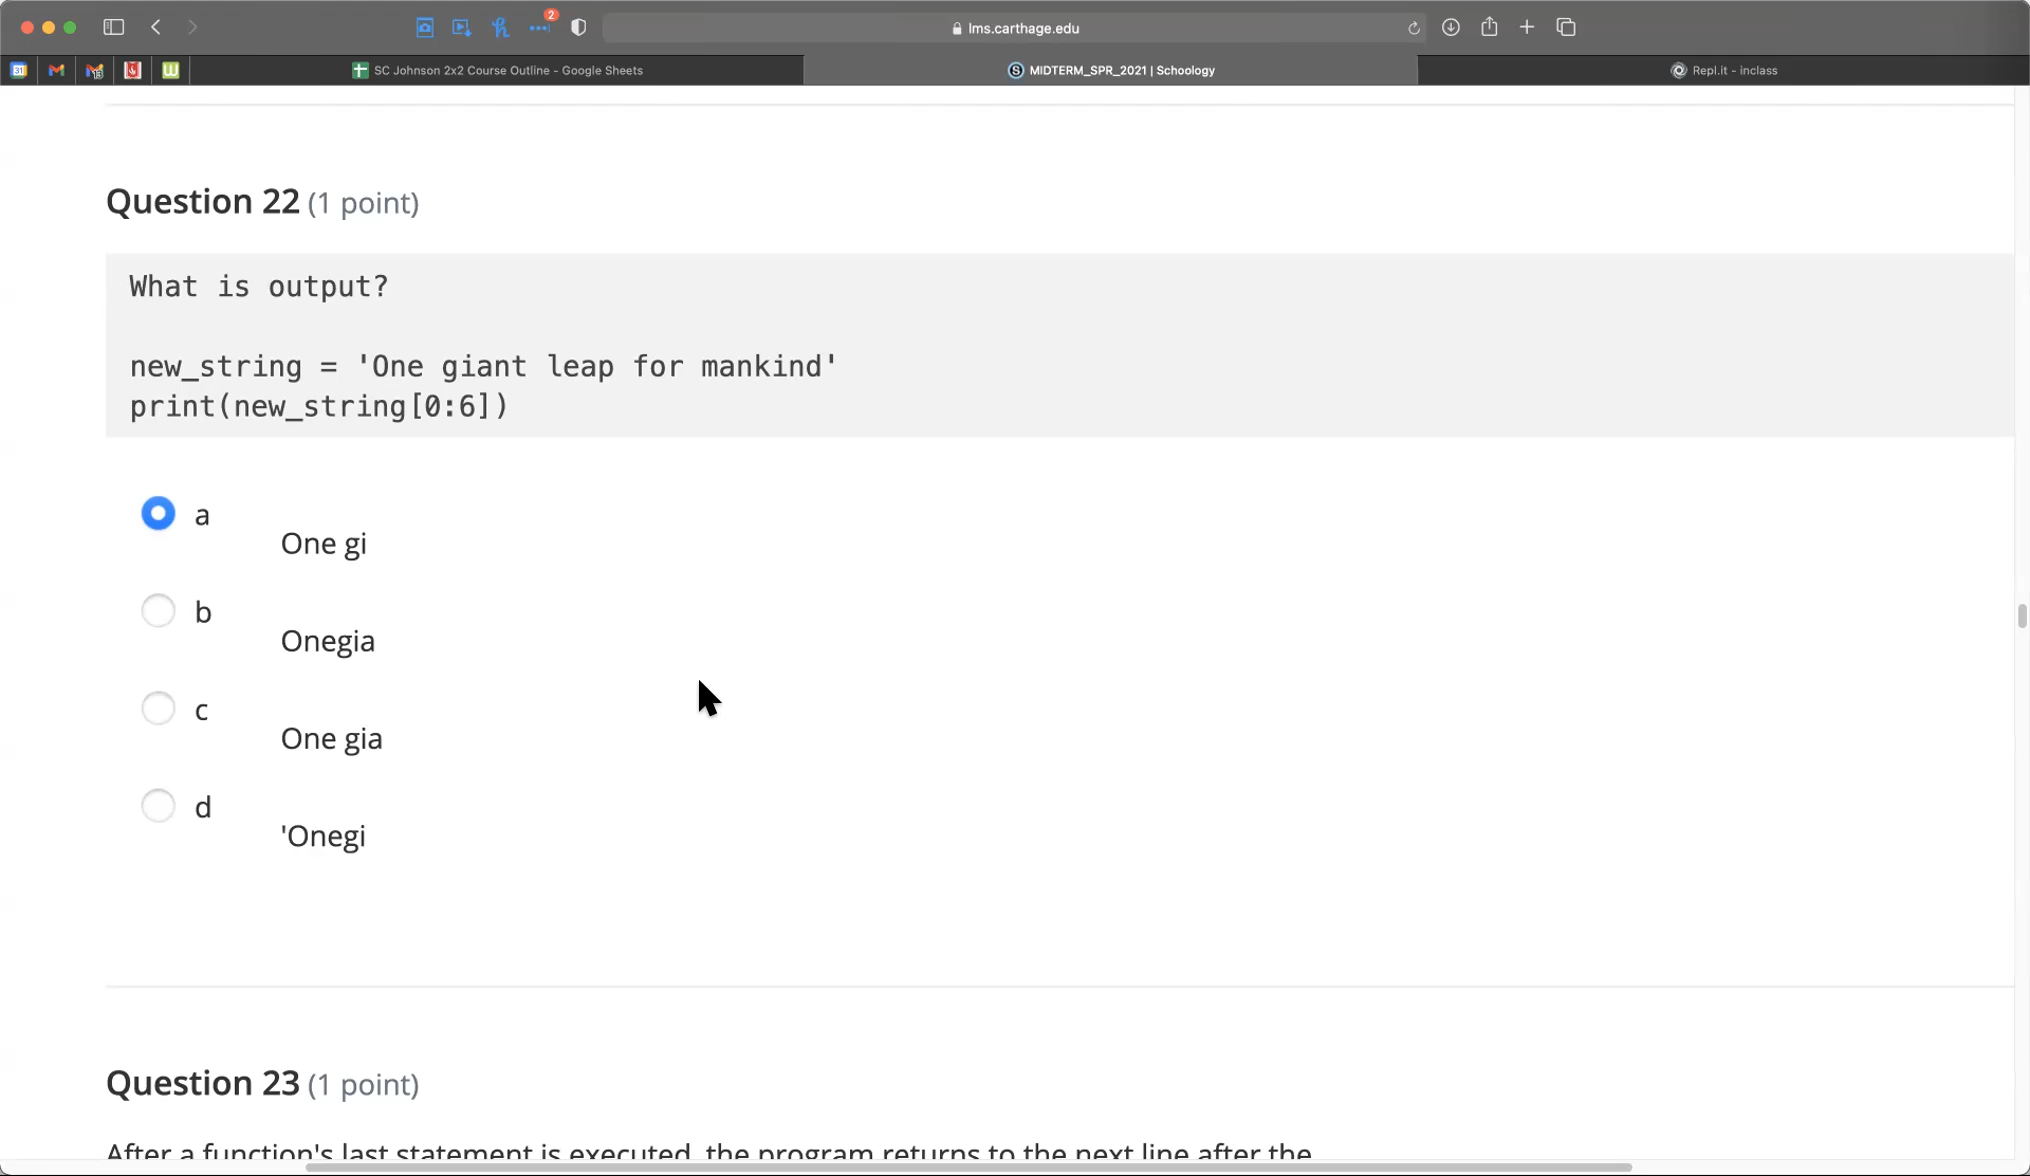 2
lms.carthage.edu
31
SC Johnson 2x2 Course Outline - Google Sheets
MIDTERM_SPR_2021 | Schoology
Repl.it - inclass
Question 22 (1 point)
What is output?
new_string = 'One giant leap for mankind'
print(new_string[0:6])
a
One gi
b
Onegia
c
One gia
d
'Onegi
Question 23 (1 point)
After a function's last statement is executed, the program returns to the next line after the